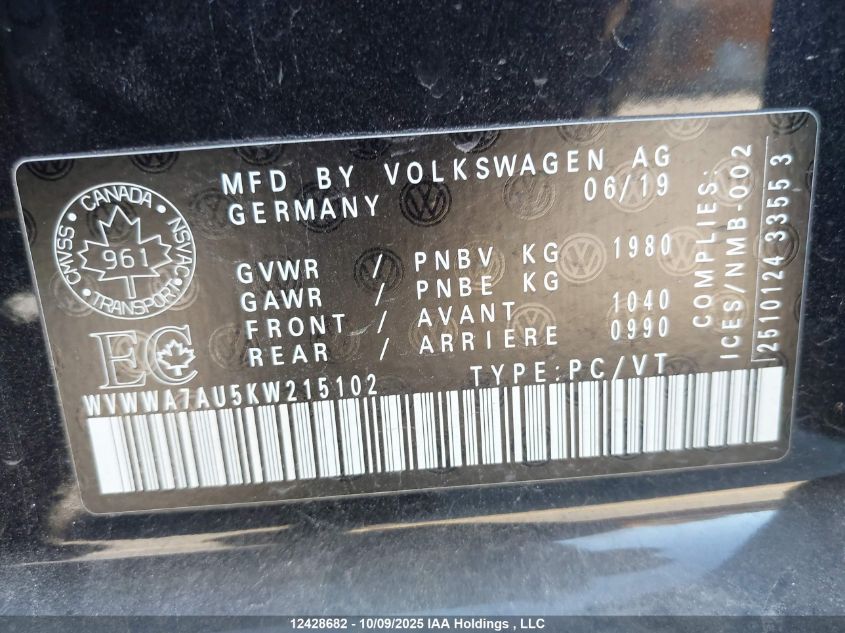 MFD BY VOLKSWAGEN AG
GERMANY 06/19
CMVSS · CANADA · NSVAC · TRANSPORT ·
961
GVWR / PNBV KG 1980
GAWR / PNBE KG
FRONT / AVANT 1040
REAR / ARRIERE 0990
EC
TYPE:PC/VT
WVWWA7AU5KW215102
COMPLIES:
ICES/NMB-002
2510124 3355 3
12428682 - 10/09/2025 IAA Holdings , LLC